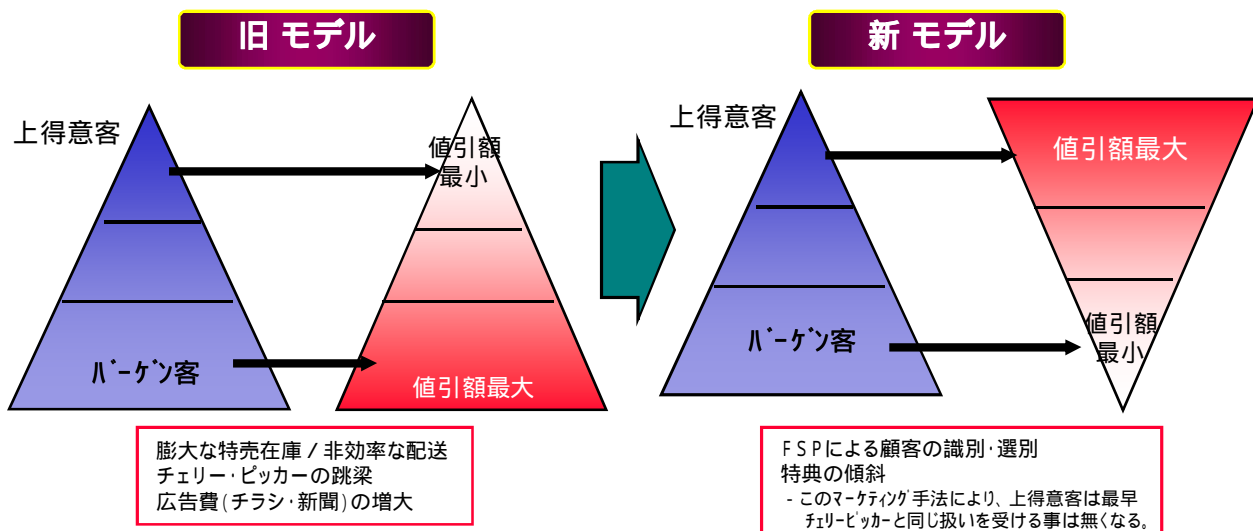 旧 モデル
上得意客
値引額
最小
バーゲン客
値引額最大
膨大な特売在庫 / 非効率な配送
チェリー・ピッカーの跳梁
広告費(チラシ・新聞)の増大
新 モデル
上得意客
値引額最大
バーゲン客
値引額
最小
FSPによる顧客の識別・選別
特典の傾斜
- このマーケティング手法により、上得意客は最早
チェリーピッカーと同じ扱いを受ける事は無くなる。